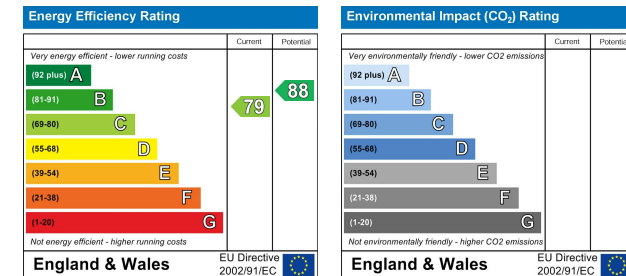 Energy Efficiency Rating
Current Potential
Very energy efficient - lower running costs
(92 plus) A
(81-91) B
(69-80) C
(55-68) D
(39-54) E
(21-38) F
(1-20) G
79
88
Not energy efficient - higher running costs
England & Wales
EU Directive
2002/91/EC
Environmental Impact (CO₂) Rating
Current Potentia
Very environmentally friendly - lower CO2 emissions
(92 plus) A
(81-91) B
(69-80) C
(55-68) D
(39-54) E
(21-38) F
(1-20) G
Not environmentally friendly - higher CO2 emissions
England & Wales
EU Directive
2002/91/EC